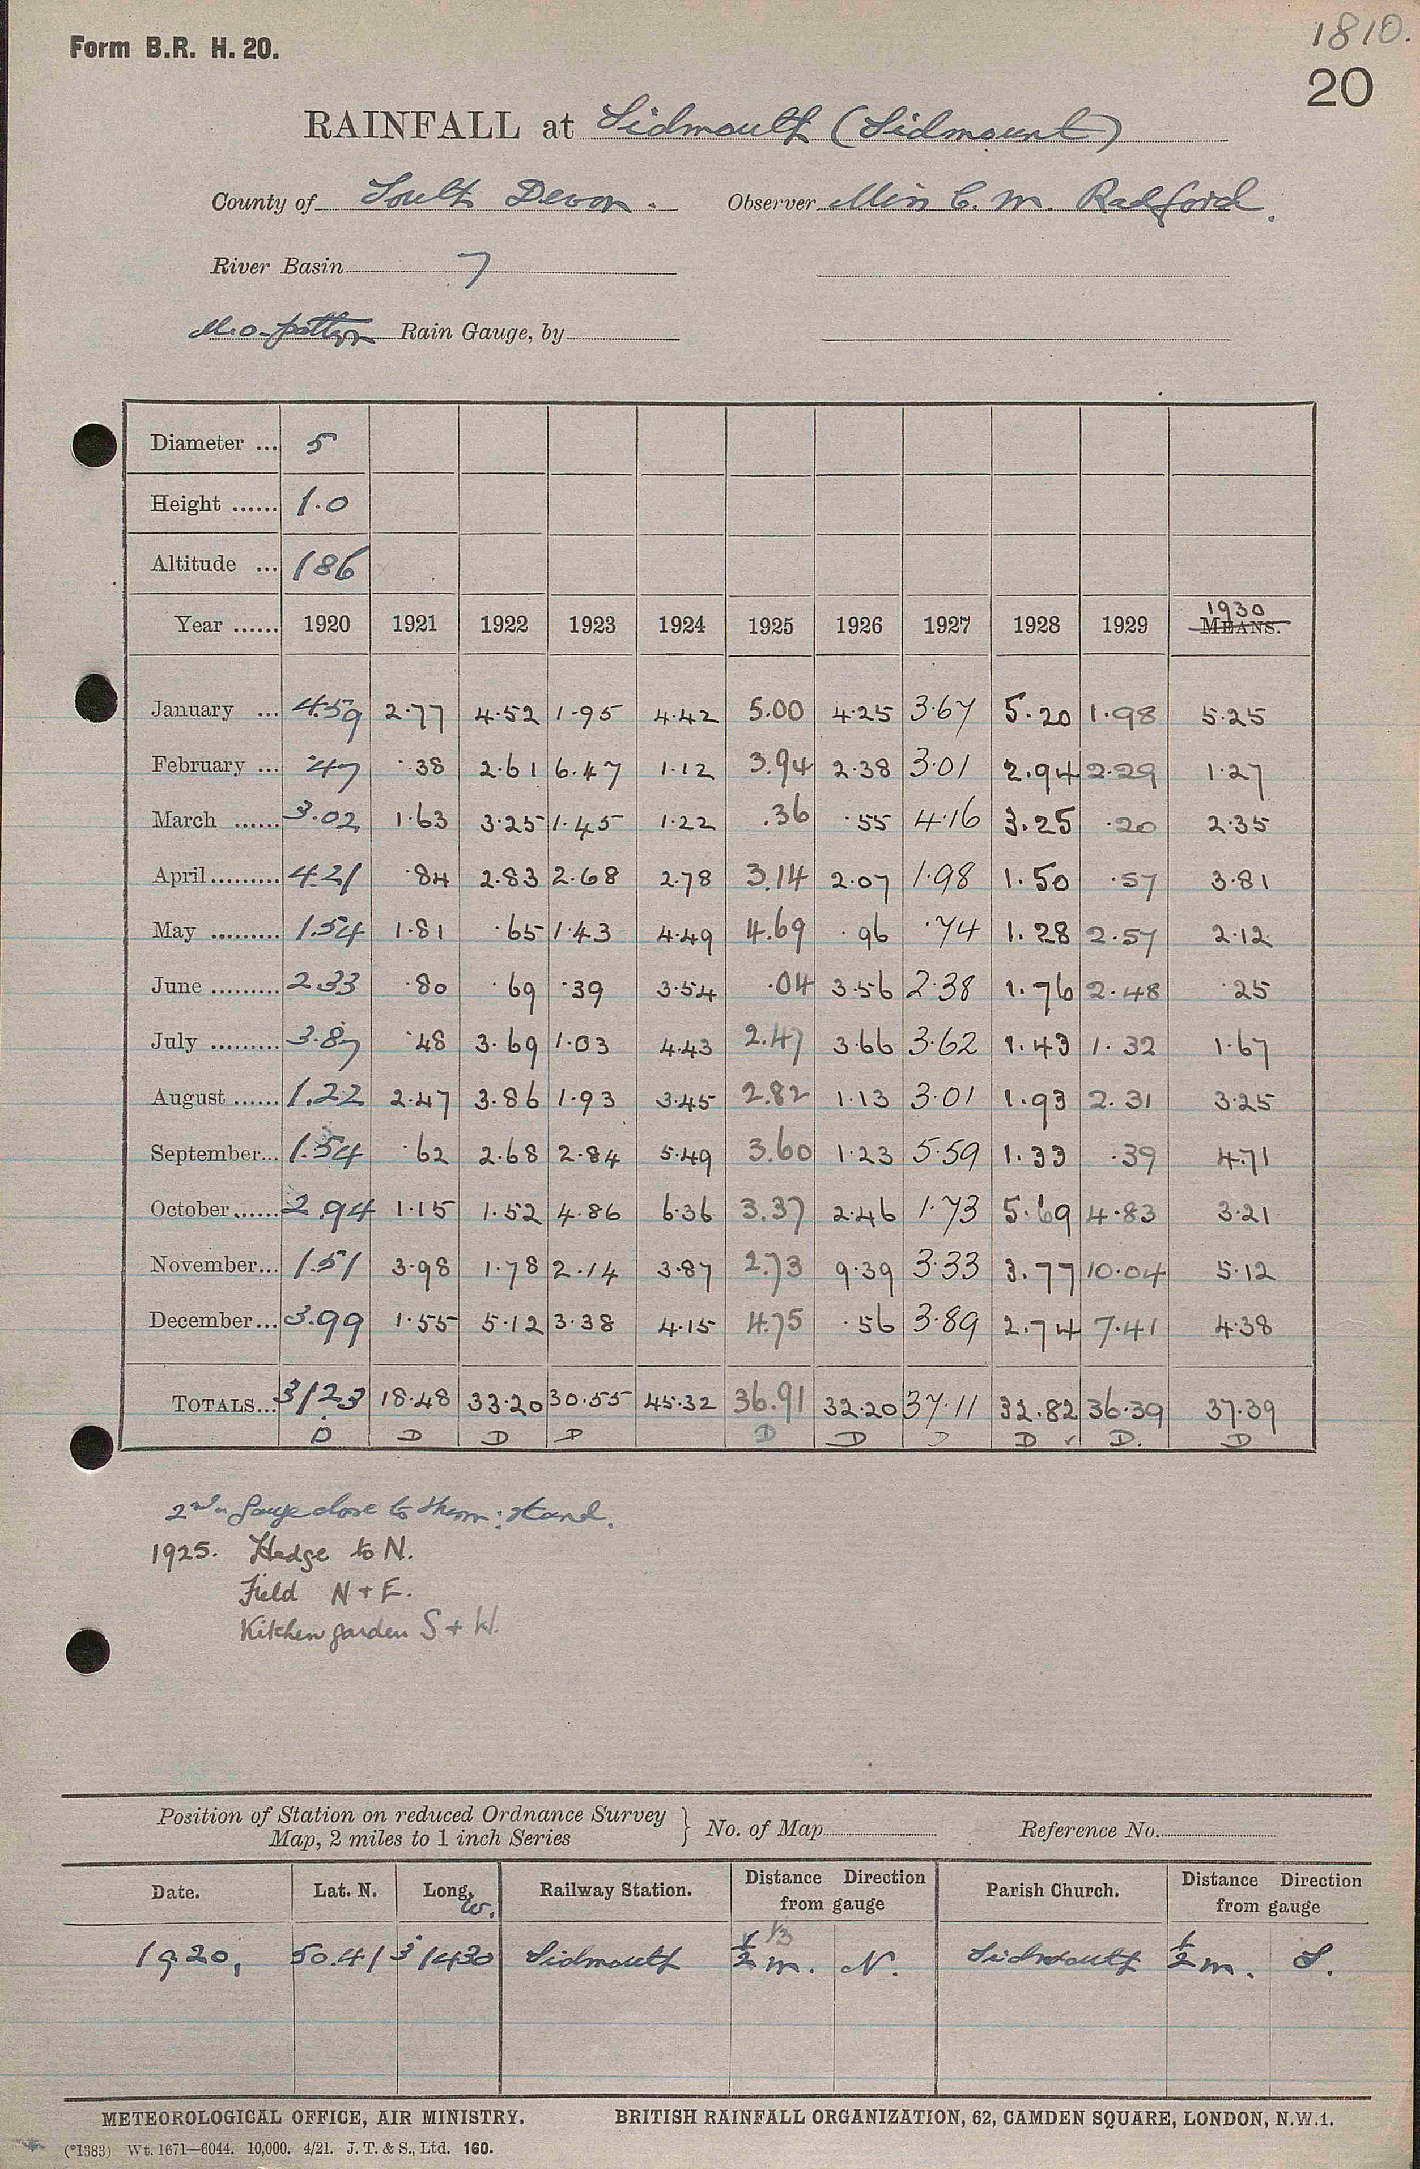 1810.
Form B.R. H. 20.
20
RAINFALL at Sidmouth (Sidmount)
County of South Devon. Observer Miss C. M. Radford.
River Basin 7
M.O. pattern Rain Gauge, by
Diameter ... 5
Height ...... 1.0
Altitude ... 186
Year ...... 1920 1921 1922 1923 1924 1925 1926 1927 1928 1929 1930 MEANS.
January ... 4.59 2.77 4.52 1.95 4.42 5.00 4.25 3.67 5.20 1.98 5.25
February ... .47 .38 2.61 6.47 1.12 3.94 2.38 3.01 2.94 2.29 1.27
March ...... 3.02 1.63 3.25 1.45 1.22 .36 .55 4.16 3.25 .20 2.35
April ......... 4.21 .84 2.83 2.68 2.78 3.14 2.07 1.98 1.50 .57 3.81
May ......... 1.54 1.81 .65 1.43 4.49 4.69 .96 .74 1.28 2.57 2.12
June ......... 2.33 .80 .69 .39 3.54 .04 3.56 2.38 1.76 2.48 .25
July ......... 3.87 .48 3.69 1.03 4.43 2.47 3.66 3.62 1.43 1.32 1.67
August ...... 1.22 2.47 3.86 1.93 3.45 2.82 1.13 3.01 1.93 2.31 3.25
September... 1.54 .62 2.68 2.84 5.49 3.60 1.23 5.59 1.33 .39 4.71
October ...... 2.94 1.15 1.52 4.86 6.36 3.37 2.46 1.73 5.69 4.83 3.21
November... 1.51 3.98 1.78 2.14 3.87 2.73 9.39 3.33 3.77 10.04 5.12
December... 3.99 1.55 5.12 3.38 4.15 4.75 .56 3.89 2.74 7.41 4.38
TOTALS... 31.23 18.48 33.20 30.55 45.32 36.91 32.20 37.11 32.82 36.39 37.39
D D D D D D D D ✓ D. D
2nd gauge close to therm: stand.
1925. Hedge to N.
Field N + E.
Kitchen garden S + W.
Position of Station on reduced Ordnance Survey
Map, 2 miles to 1 inch Series } No. of Map Reference No.
Date. Lat. N. Long. W. Railway Station. Distance Direction from gauge Parish Church. Distance Direction from gauge
1920, 50.41 3 14 30 Sidmouth 1/2 1/3 m. N. Sidmouth 1/2 m. S.
METEOROLOGICAL OFFICE, AIR MINISTRY. BRITISH RAINFALL ORGANIZATION, 62, CAMDEN SQUARE, LONDON, N.W.1.
(*1383) Wt. 1671—6044. 10,000. 4/21. J. T. & S., Ltd. 160.